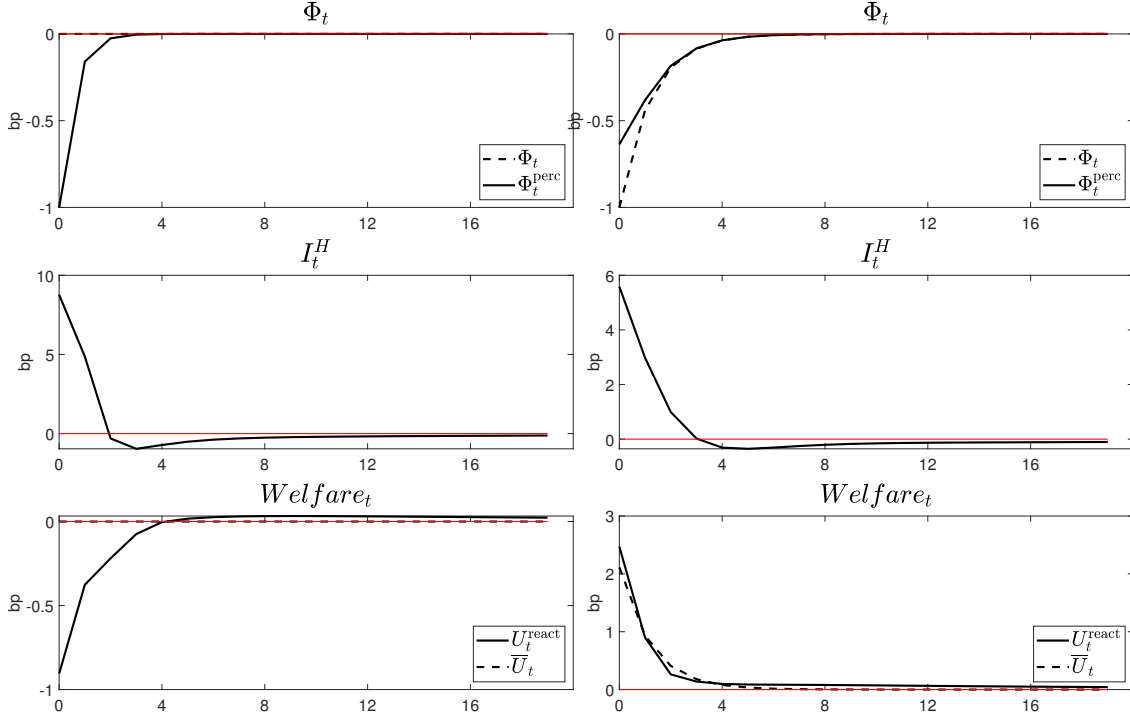 Φ_t
Φ_t
0
-0.5
-1
bp
Φ_t
Φ_t^perc
0 4 8 12 16
0
-0.5
-1
bp
Φ_t
Φ_t^perc
0 4 8 12 16
I_t^H
I_t^H
10
5
0
bp
0 4 8 12 16
6
4
2
0
bp
0 4 8 12 16
Welfare_t
Welfare_t
0
-0.5
-1
bp
U_t^react
U̅_t
0 4 8 12 16
3
2
1
0
bp
U_t^react
U̅_t
0 4 8 12 16